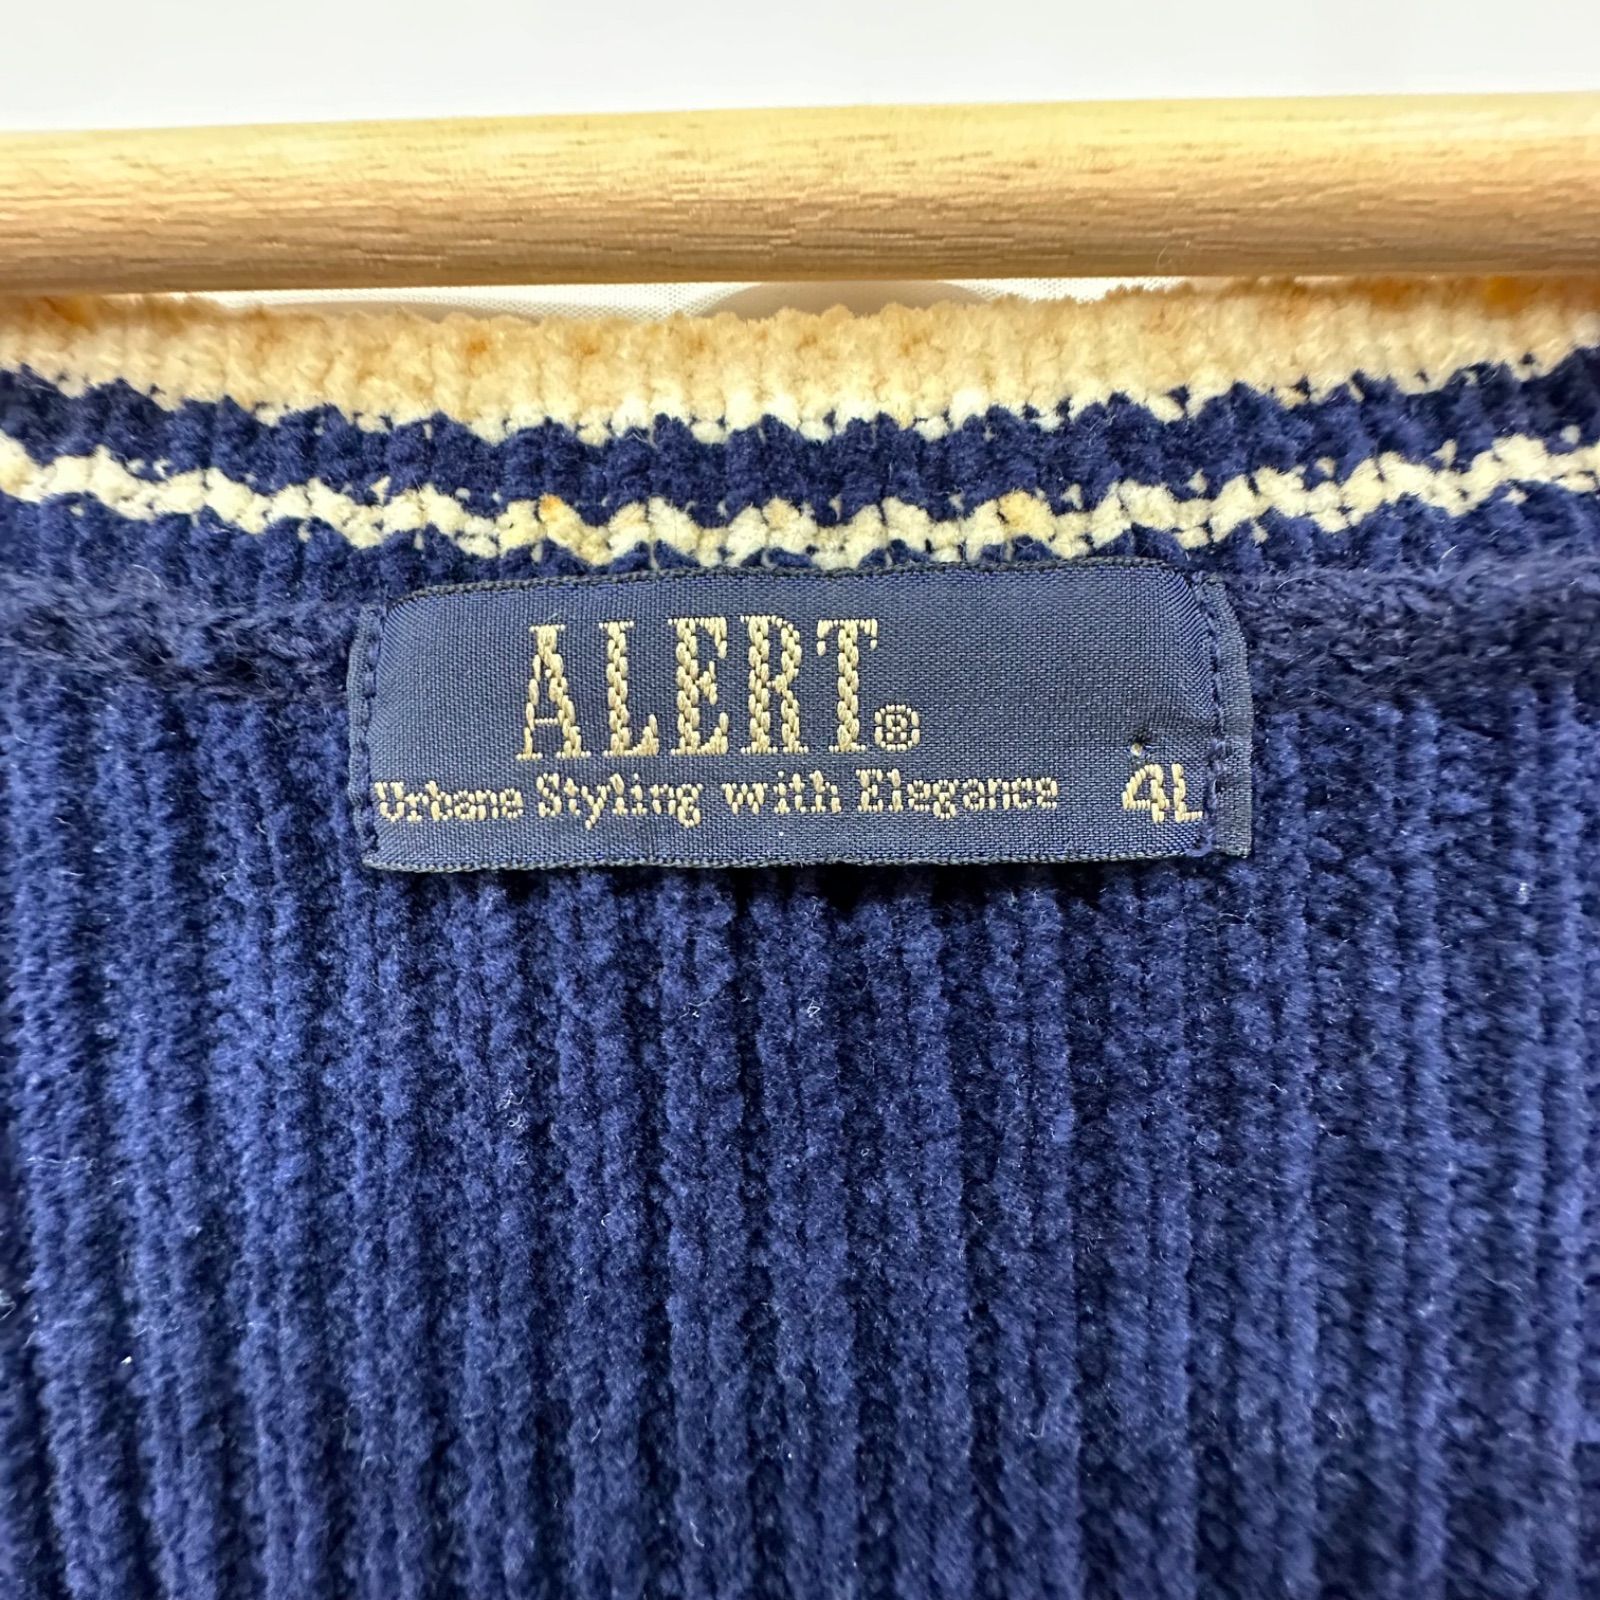 ALERT®
Urbane Styling with Elegance 4L